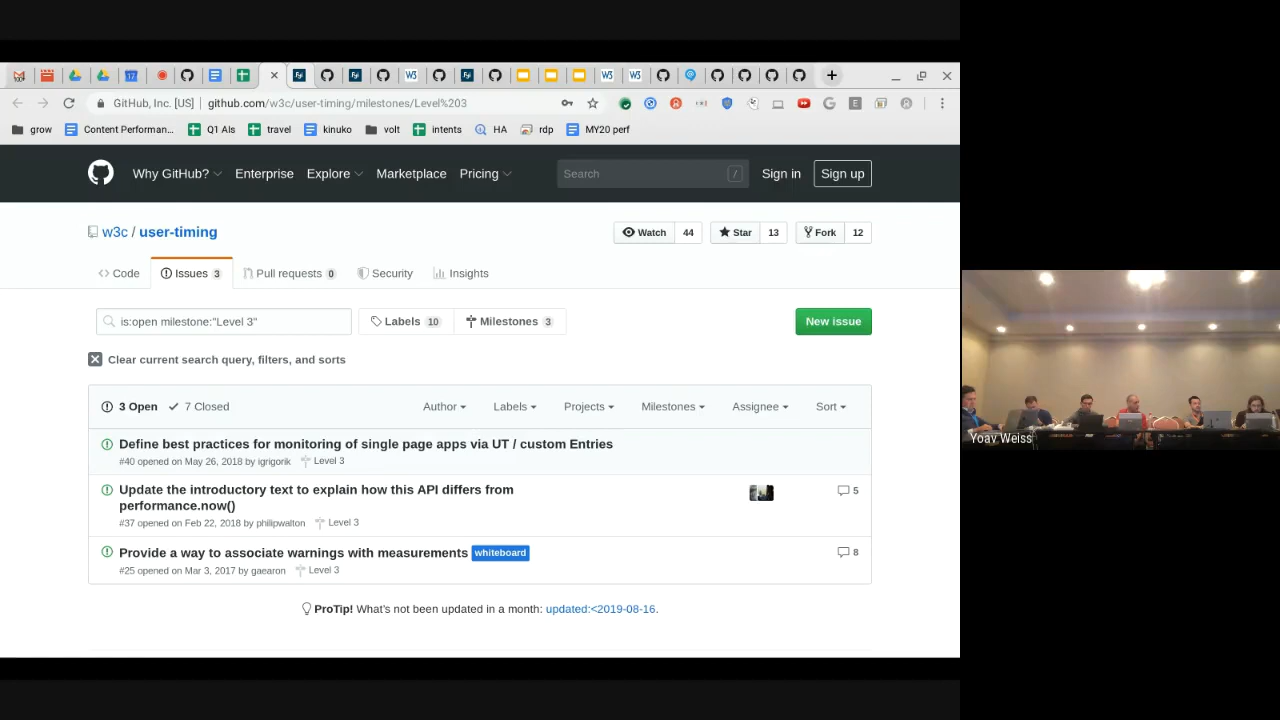 GitHub, Inc. [US] github.com/w3c/user-timing/milestones/Level%203
grow Content Performan... Q1 AIs travel kinuko volt intents HA rdp MY20 perf
Why GitHub? Enterprise Explore Marketplace Pricing Search / Sign in Sign up
w3c / user-timing Watch 44 Star 13 Fork 12
Code Issues 3 Pull requests 0 Security Insights
is:open milestone:"Level 3" Labels 10 Milestones 3 New issue
Clear current search query, filters, and sorts
3 Open 7 Closed Author Labels Projects Milestones Assignee Sort
Define best practices for monitoring of single page apps via UT / custom Entries
#40 opened on May 26, 2018 by igrigorik Level 3
Update the introductory text to explain how this API differs from 5
performance.now()
#37 opened on Feb 22, 2018 by philipwalton Level 3
Provide a way to associate warnings with measurements whiteboard 8
#25 opened on Mar 3, 2017 by gaearon Level 3
ProTip! What's not been updated in a month: updated:<2019-08-16.
Yoav Weiss